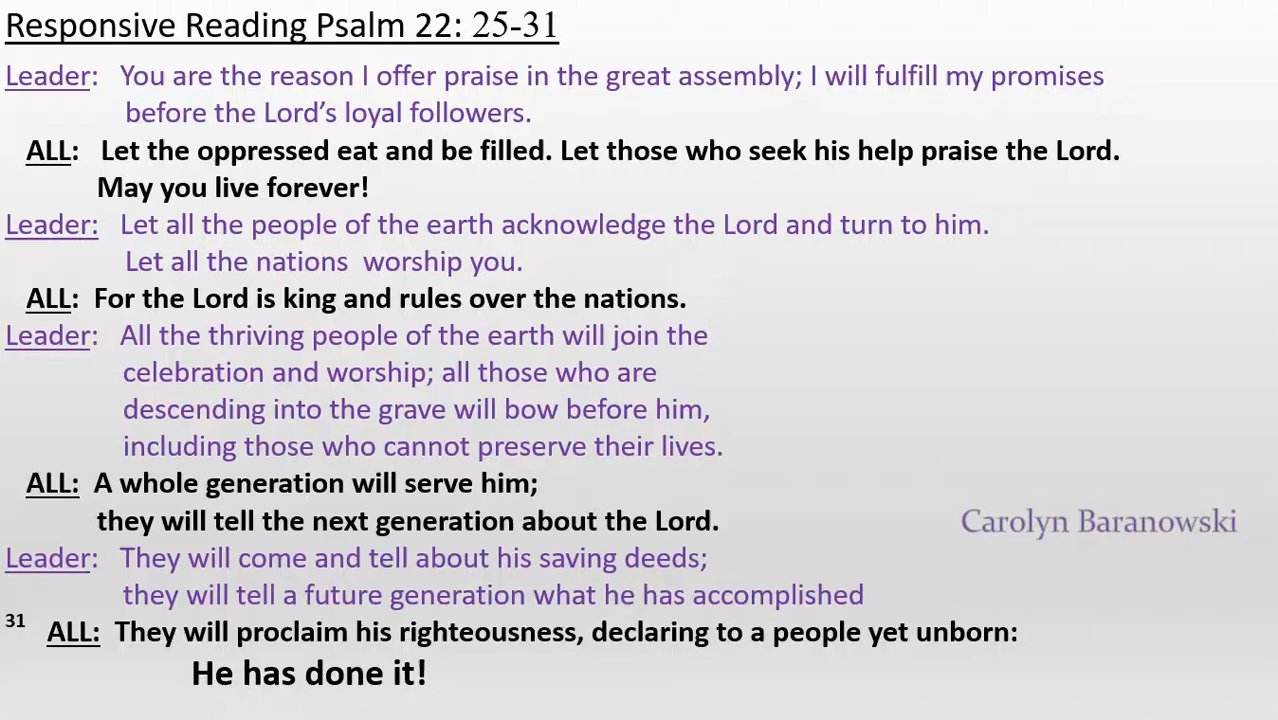 Responsive Reading Psalm 22: 25-31
Leader: You are the reason I offer praise in the great assembly; I will fulfill my promises
before the Lord’s loyal followers.
ALL: Let the oppressed eat and be filled. Let those who seek his help praise the Lord.
May you live forever!
Leader: Let all the people of the earth acknowledge the Lord and turn to him.
Let all the nations worship you.
ALL: For the Lord is king and rules over the nations.
Leader: All the thriving people of the earth will join the
celebration and worship; all those who are
descending into the grave will bow before him,
including those who cannot preserve their lives.
ALL: A whole generation will serve him;
they will tell the next generation about the Lord.
Carolyn Baranowski
Leader: They will come and tell about his saving deeds;
they will tell a future generation what he has accomplished
31 ALL: They will proclaim his righteousness, declaring to a people yet unborn:
He has done it!